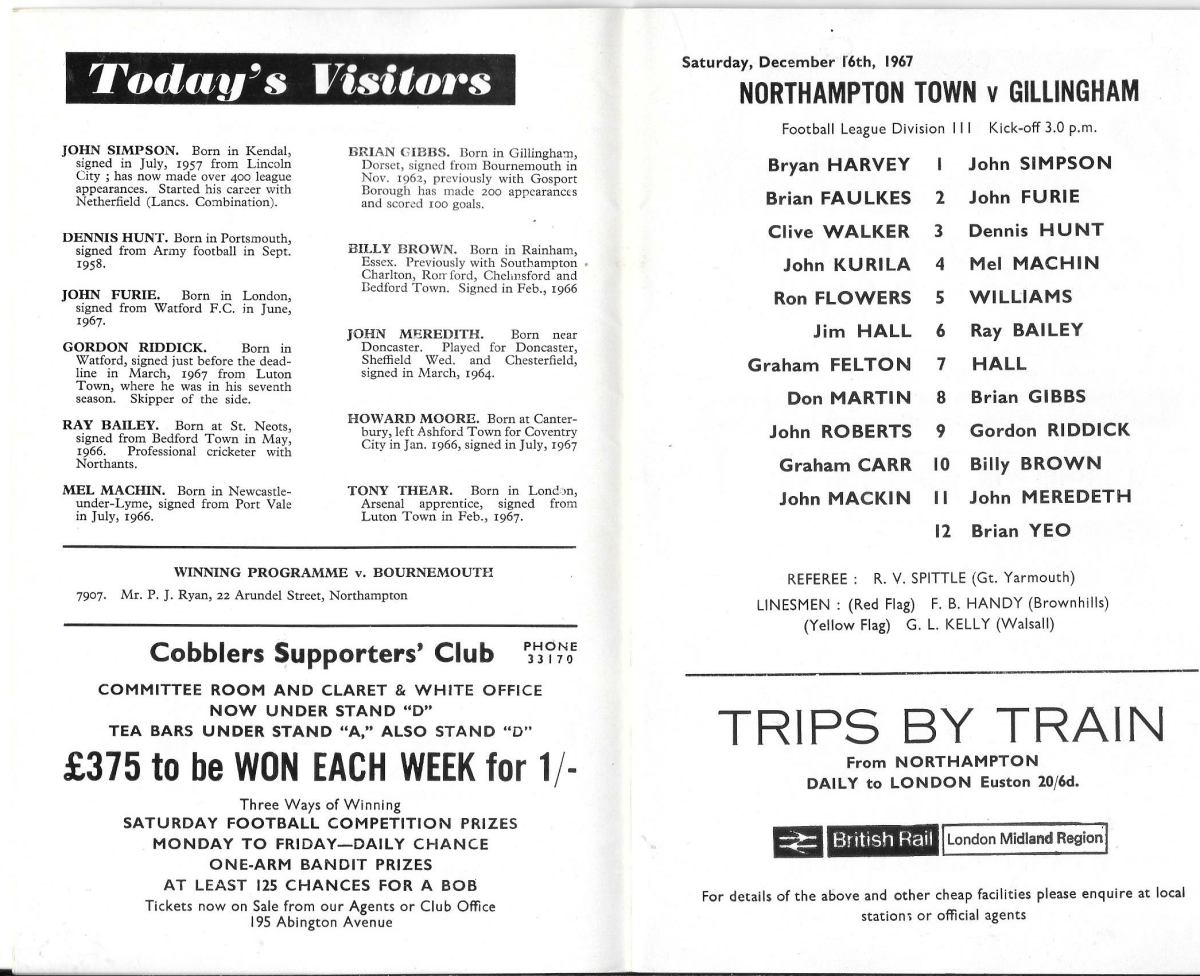 Today's Visitors
JOHN SIMPSON. Born in Kendal,
signed in July, 1957 from Lincoln
City ; has now made over 400 league
appearances. Started his career with
Netherfield (Lancs. Combination).
DENNIS HUNT. Born in Portsmouth,
signed from Army football in Sept.
1958.
JOHN FURIE. Born in London,
signed from Watford F.C. in June,
1967.
GORDON RIDDICK. Born in
Watford, signed just before the dead-
line in March, 1967 from Luton
Town, where he was in his seventh
season. Skipper of the side.
RAY BAILEY. Born at St. Neots,
signed from Bedford Town in May,
1966. Professional cricketer with
Northants.
MEL MACHIN. Born in Newcastle-
under-Lyme, signed from Port Vale
in July, 1966.
BRIAN GIBBS. Born in Gillingham,
Dorset, signed from Bournemouth in
Nov. 1962, previously with Gosport
Borough has made 200 appearances
and scored 100 goals.
BILLY BROWN. Born in Rainham,
Essex. Previously with Southampton
Charlton, Romford, Chelmsford and
Bedford Town. Signed in Feb., 1966
JOHN MEREDITH. Born near
Doncaster. Played for Doncaster,
Sheffield Wed. and Chesterfield,
signed in March, 1964.
HOWARD MOORE. Born at Canter-
bury, left Ashford Town for Coventry
City in Jan. 1966, signed in July, 1967
TONY THEAR. Born in London,
Arsenal apprentice, signed from
Luton Town in Feb., 1967.
WINNING PROGRAMME v. BOURNEMOUTH
7907. Mr. P. J. Ryan, 22 Arundel Street, Northampton
Cobblers Supporters' Club PHONE
33170
COMMITTEE ROOM AND CLARET & WHITE OFFICE
NOW UNDER STAND "D"
TEA BARS UNDER STAND "A," ALSO STAND "D"
£375 to be WON EACH WEEK for 1/-
Three Ways of Winning
SATURDAY FOOTBALL COMPETITION PRIZES
MONDAY TO FRIDAY—DAILY CHANCE
ONE-ARM BANDIT PRIZES
AT LEAST 125 CHANCES FOR A BOB
Tickets now on Sale from our Agents or Club Office
195 Abington Avenue
Saturday, December 16th, 1967
NORTHAMPTON TOWN v GILLINGHAM
Football League Division III Kick-off 3.0 p.m.
Bryan HARVEY 1 John SIMPSON
Brian FAULKES 2 John FURIE
Clive WALKER 3 Dennis HUNT
John KURILA 4 Mel MACHIN
Ron FLOWERS 5 WILLIAMS
Jim HALL 6 Ray BAILEY
Graham FELTON 7 HALL
Don MARTIN 8 Brian GIBBS
John ROBERTS 9 Gordon RIDDICK
Graham CARR 10 Billy BROWN
John MACKIN 11 John MEREDETH
12 Brian YEO
REFEREE : R. V. SPITTLE (Gt. Yarmouth)
LINESMEN : (Red Flag) F. B. HANDY (Brownhills)
(Yellow Flag) G. L. KELLY (Walsall)
TRIPS BY TRAIN
From NORTHAMPTON
DAILY to LONDON Euston 20/6d.
British Rail London Midland Region
For details of the above and other cheap facilities please enquire at local
stations or official agents